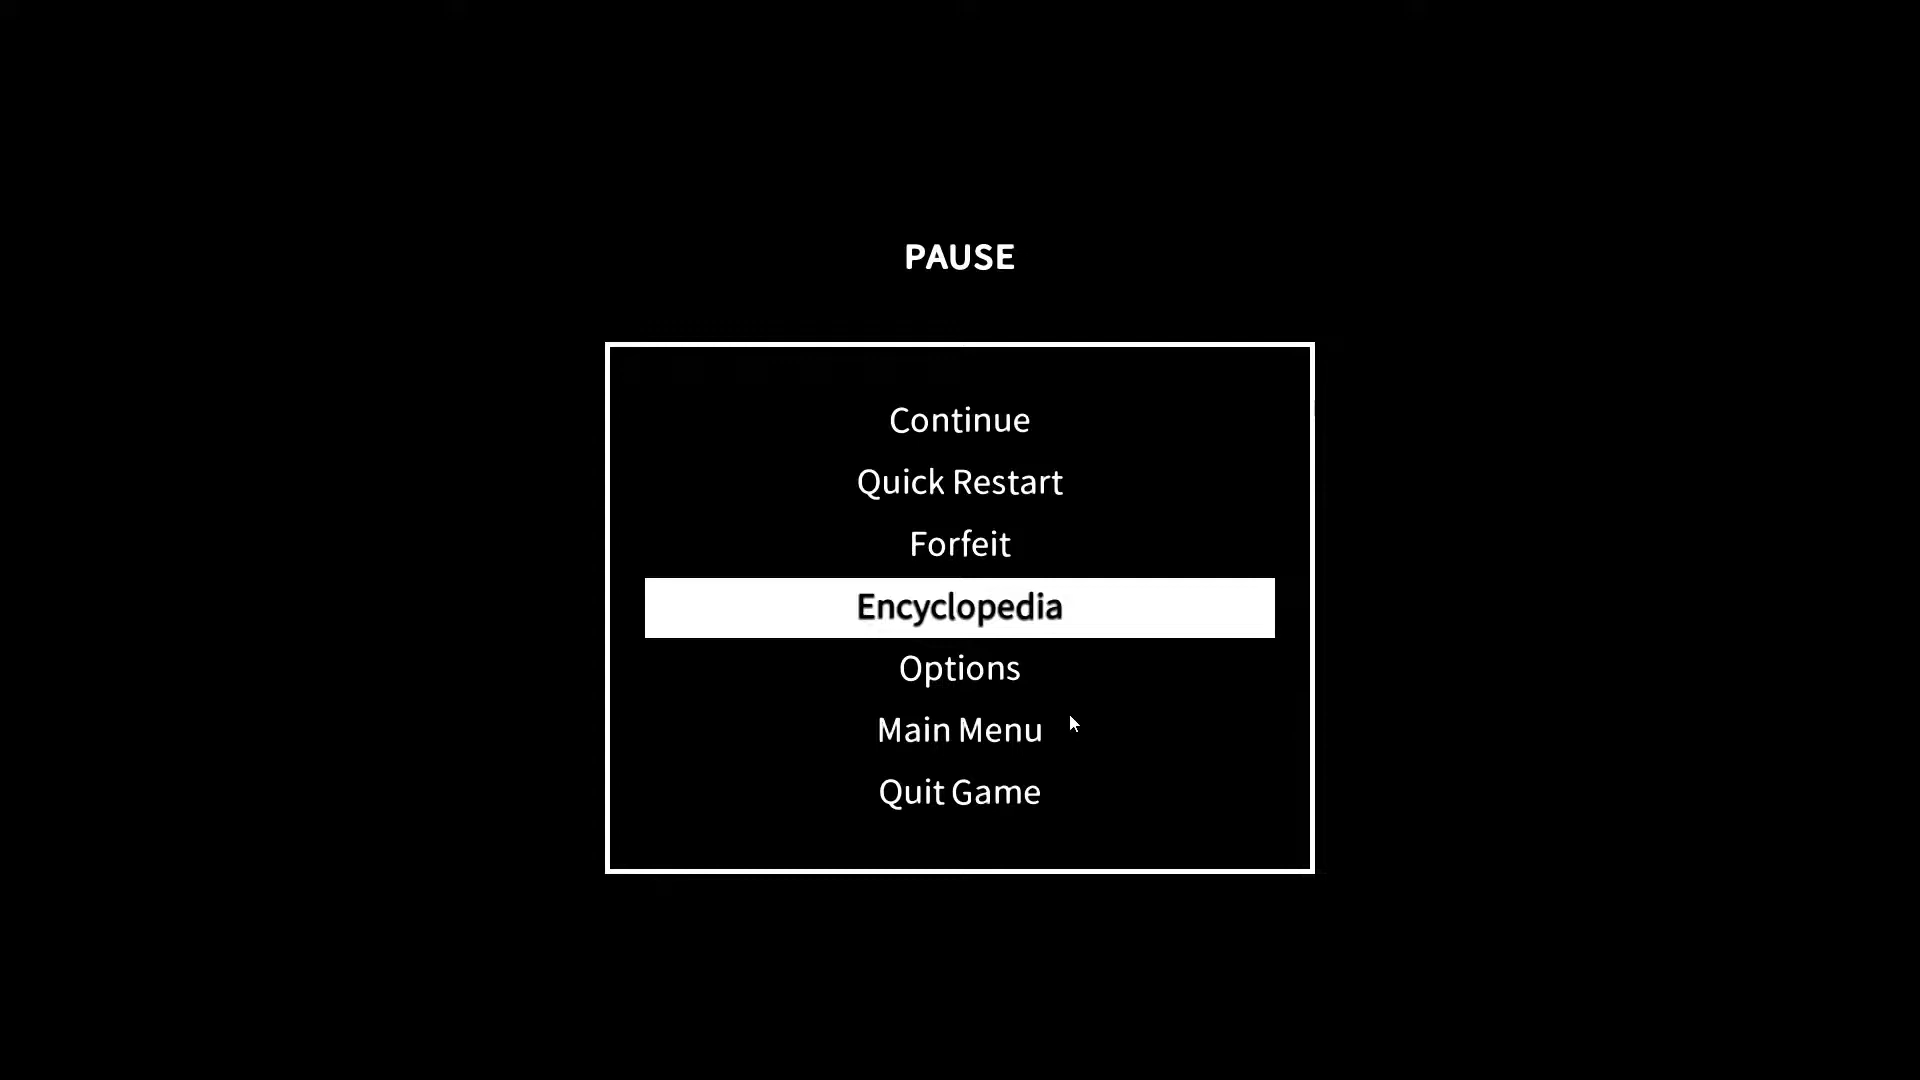 PAUSE
Continue
Quick Restart
Forfeit
Encyclopedia
Options
Main Menu
Quit Game